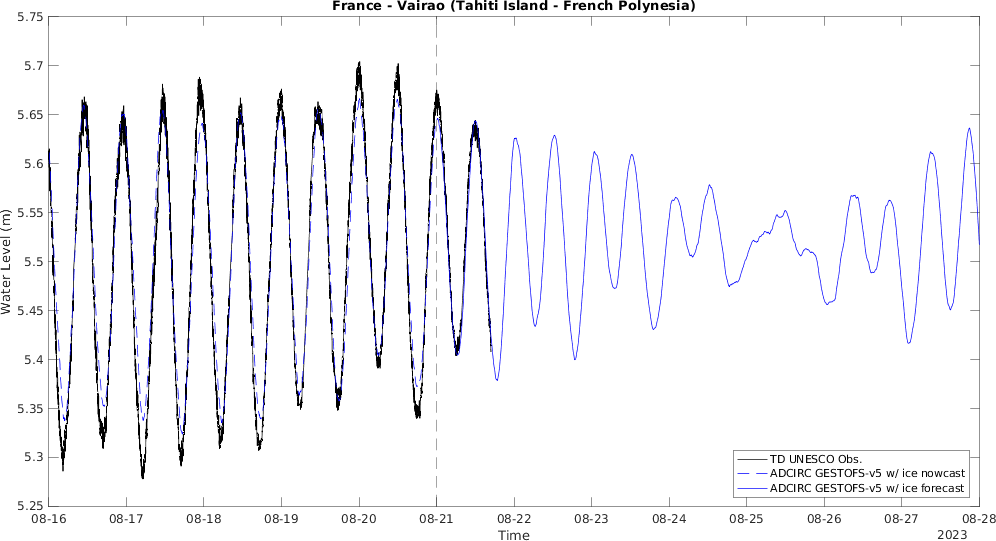 France - Vairao (Tahiti Island - French Polynesia)
5.75
5.7
5.65
5.6
5.55
5.5
5.45
5.4
5.35
5.3
5.25
Water Level (m)
TD UNESCO Obs.
ADCIRC GESTOFS-v5 w/ ice nowcast
ADCIRC GESTOFS-v5 w/ ice forecast
08-16 08-17 08-18 08-19 08-20 08-21 08-22 08-23 08-24 08-25 08-26 08-27 08-28
Time
2023